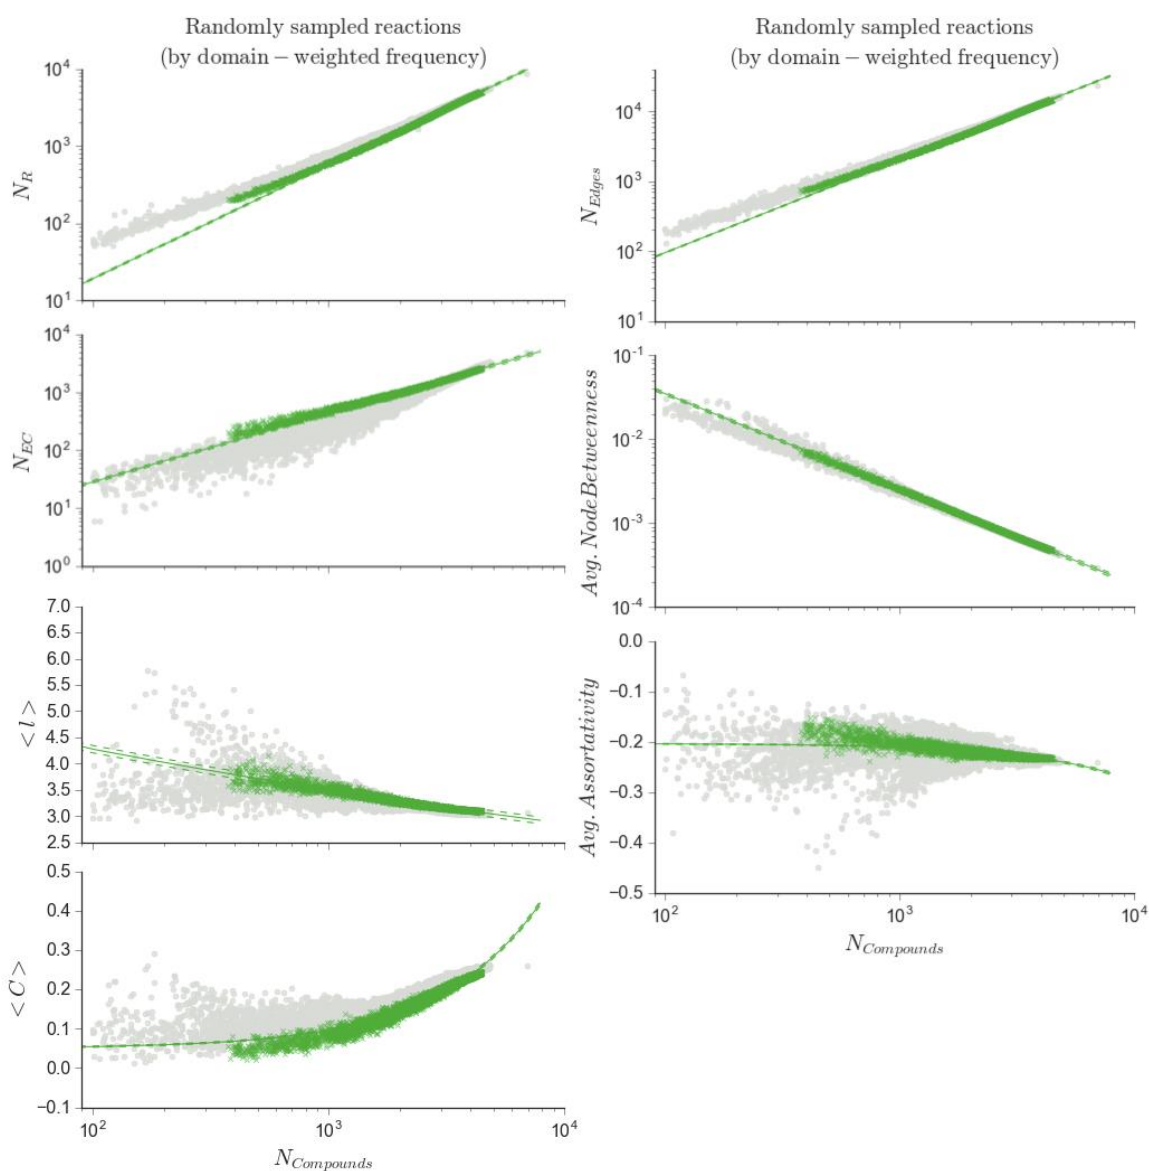 Randomly sampled reactions
(by domain − weighted frequency)
10^4
10^3
10^2
10^1
N_R
10^4
10^3
10^2
10^1
10^0
N_EC
7.0
6.5
6.0
5.5
5.0
4.5
4.0
3.5
3.0
2.5
< l >
0.5
0.4
0.3
0.2
0.1
0.0
−0.1
< C >
10^2 10^3 10^4
N_Compounds
Randomly sampled reactions
(by domain − weighted frequency)
10^4
10^3
10^2
10^1
N_Edges
10^-1
10^-2
10^-3
10^-4
Avg. NodeBetweenness
0.0
−0.1
−0.2
−0.3
−0.4
−0.5
Avg. Assortativity
10^2 10^3 10^4
N_Compounds